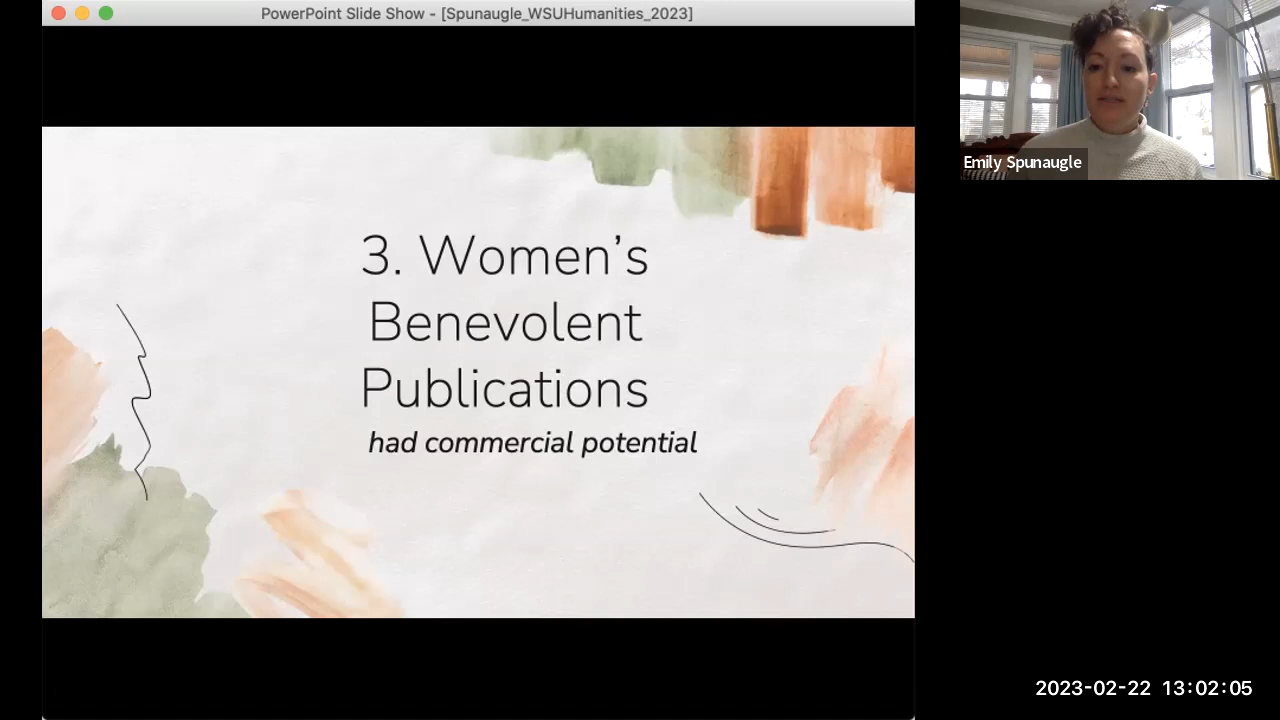 PowerPoint Slide Show - [Spunaugle_WSUHumanities_2023]
Emily Spunaugle
3. Women’s
Benevolent
Publications
had commercial potential
2023-02-22 13:02:05